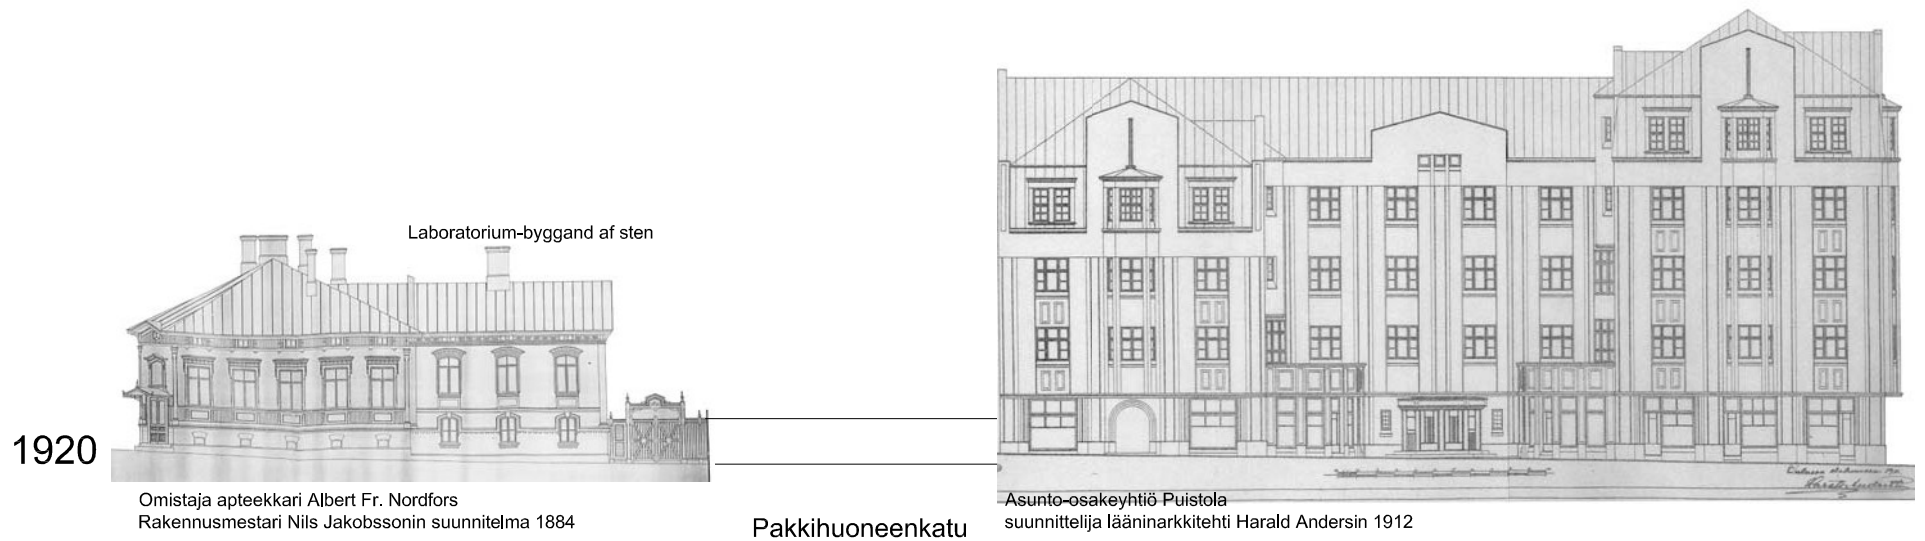 Laboratorium-byggand af sten
1920
Omistaja apteekkari Albert Fr. Nordfors
Rakennusmestari Nils Jakobssonin suunnitelma 1884
Pakkihuoneenkatu
Asunto-osakeyhtiö Puistola
suunnittelija lääninarkkitehti Harald Andersin 1912